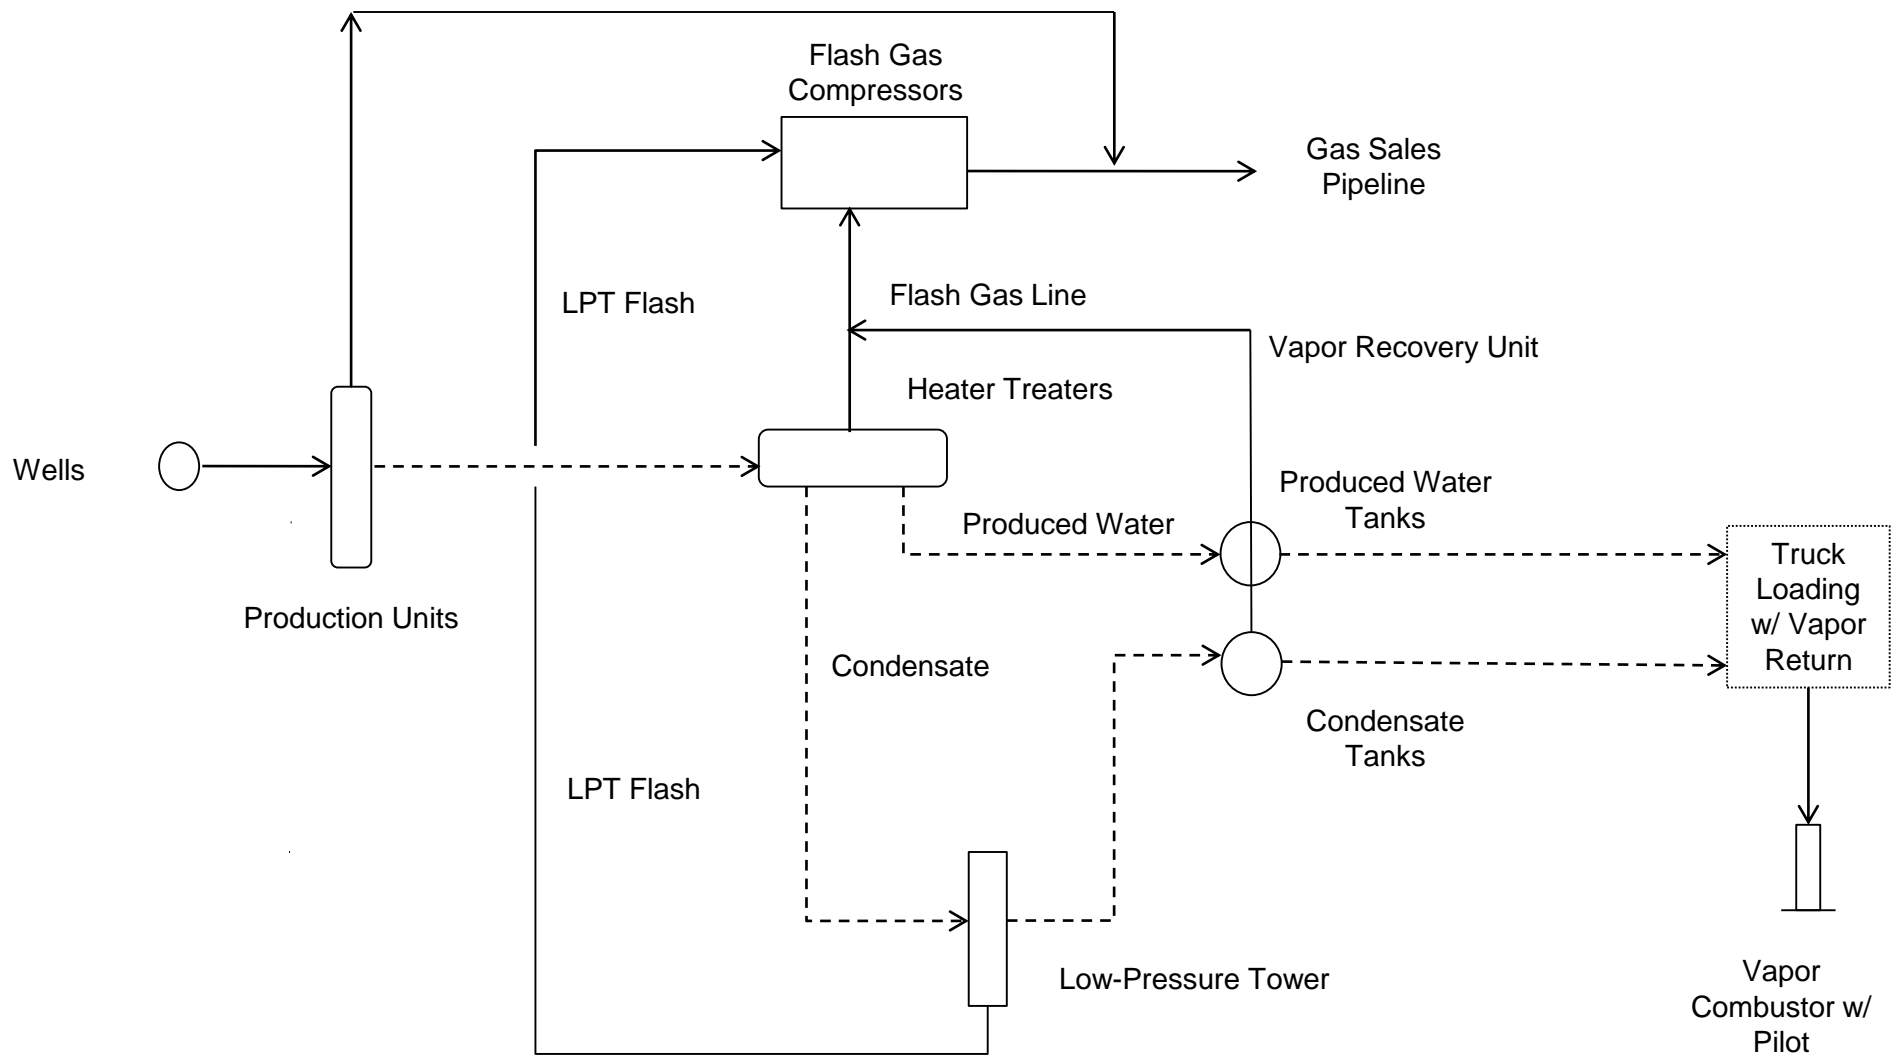 Flash Gas
Compressors
Gas Sales
Pipeline
LPT Flash
Flash Gas Line
Vapor Recovery Unit
Heater Treaters
Wells
Produced Water
Tanks
Produced Water
Truck
Loading
w/ Vapor
Return
Production Units
Condensate
Condensate
Tanks
LPT Flash
Low-Pressure Tower
Vapor
Combustor w/
Pilot